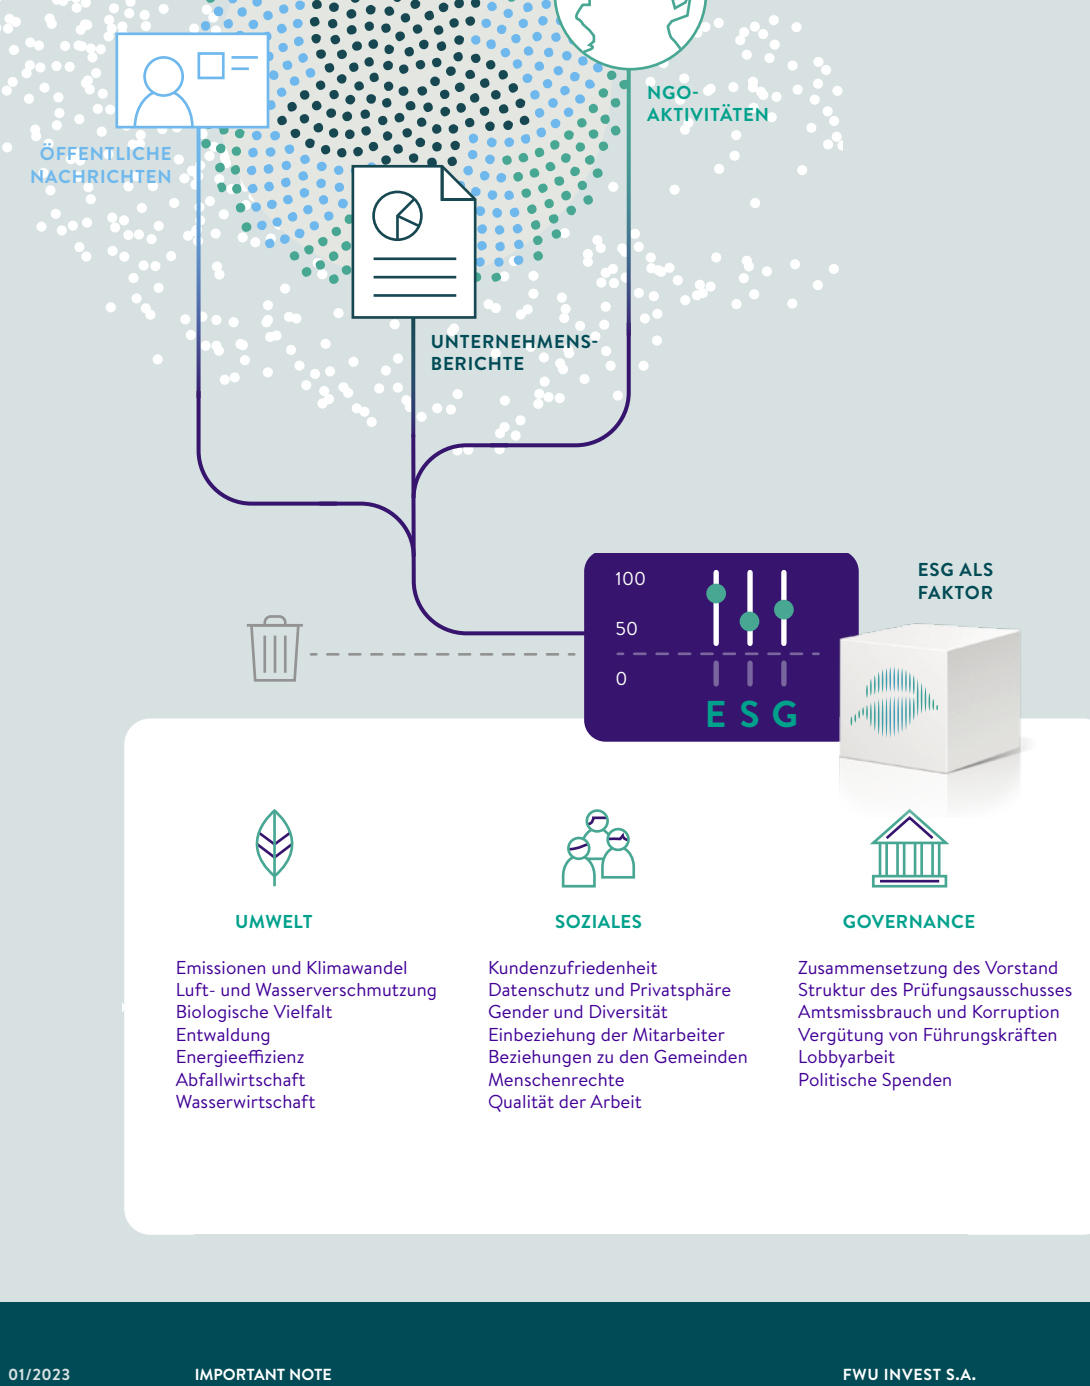 NGO-
AKTIVITÄTEN
ÖFFENTLICHE
NACHRICHTEN
UNTERNEHMENS-
BERICHTE
ESG ALS
FAKTOR
100
50
0
E S G
UMWELT
Emissionen und Klimawandel
Luft- und Wasserverschmutzung
Biologische Vielfalt
Entwaldung
Energieeffizienz
Abfallwirtschaft
Wasserwirtschaft
SOZIALES
Kundenzufriedenheit
Datenschutz und Privatsphäre
Gender und Diversität
Einbeziehung der Mitarbeiter
Beziehungen zu den Gemeinden
Menschenrechte
Qualität der Arbeit
GOVERNANCE
Zusammensetzung des Vorstand
Struktur des Prüfungsausschusses
Amtsmissbrauch und Korruption
Vergütung von Führungskräften
Lobbyarbeit
Politische Spenden
01/2023
IMPORTANT NOTE
FWU INVEST S.A.